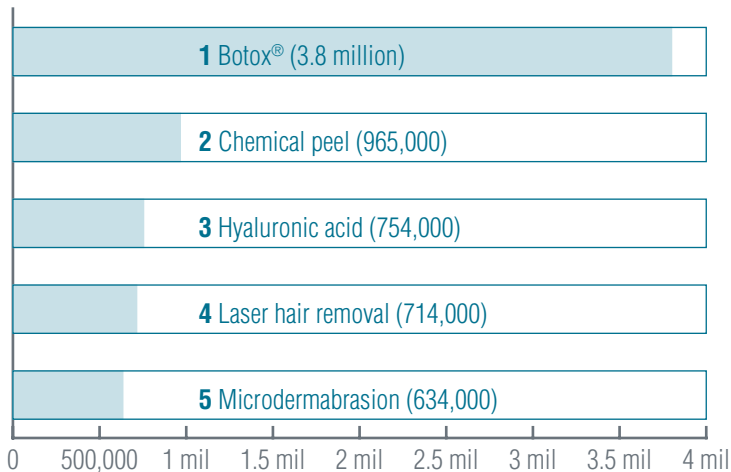 1 Botox® (3.8 million)
2 Chemical peel (965,000)
3 Hyaluronic acid (754,000)
4 Laser hair removal (714,000)
5 Microdermabrasion (634,000)
0 500,000 1 mil 1.5 mil 2 mil 2.5 mil 3 mil 3.5 mil 4 mil